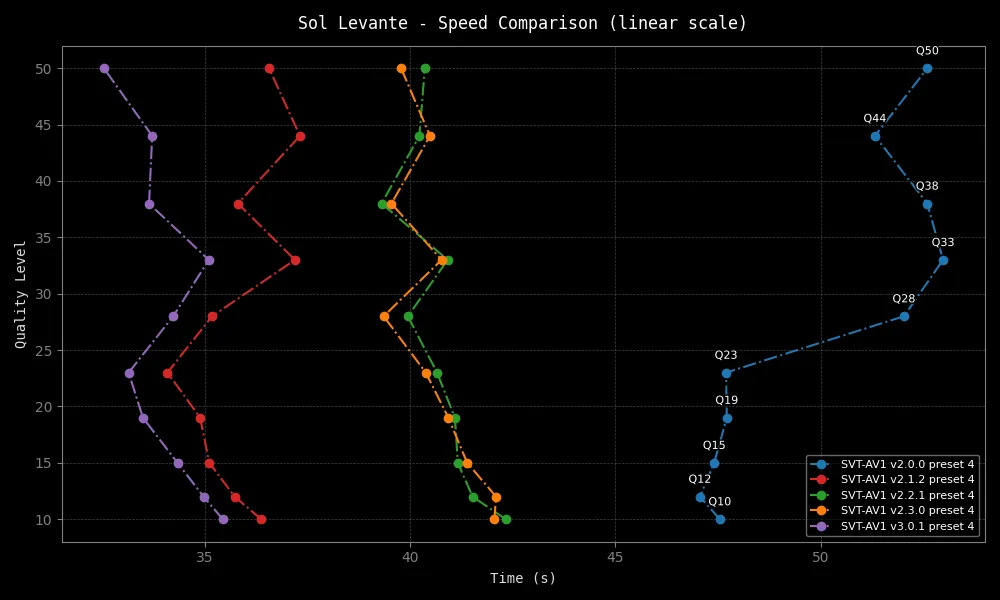 Sol Levante - Speed Comparison (linear scale)
Quality Level
50
45
40
35
30
25
20
15
10
Q50
Q44
Q38
Q33
Q28
Q23
Q19
Q15
Q12
Q10
SVT-AV1 v2.0.0 preset 4
SVT-AV1 v2.1.2 preset 4
SVT-AV1 v2.2.1 preset 4
SVT-AV1 v2.3.0 preset 4
SVT-AV1 v3.0.1 preset 4
35 40 45 50
Time (s)